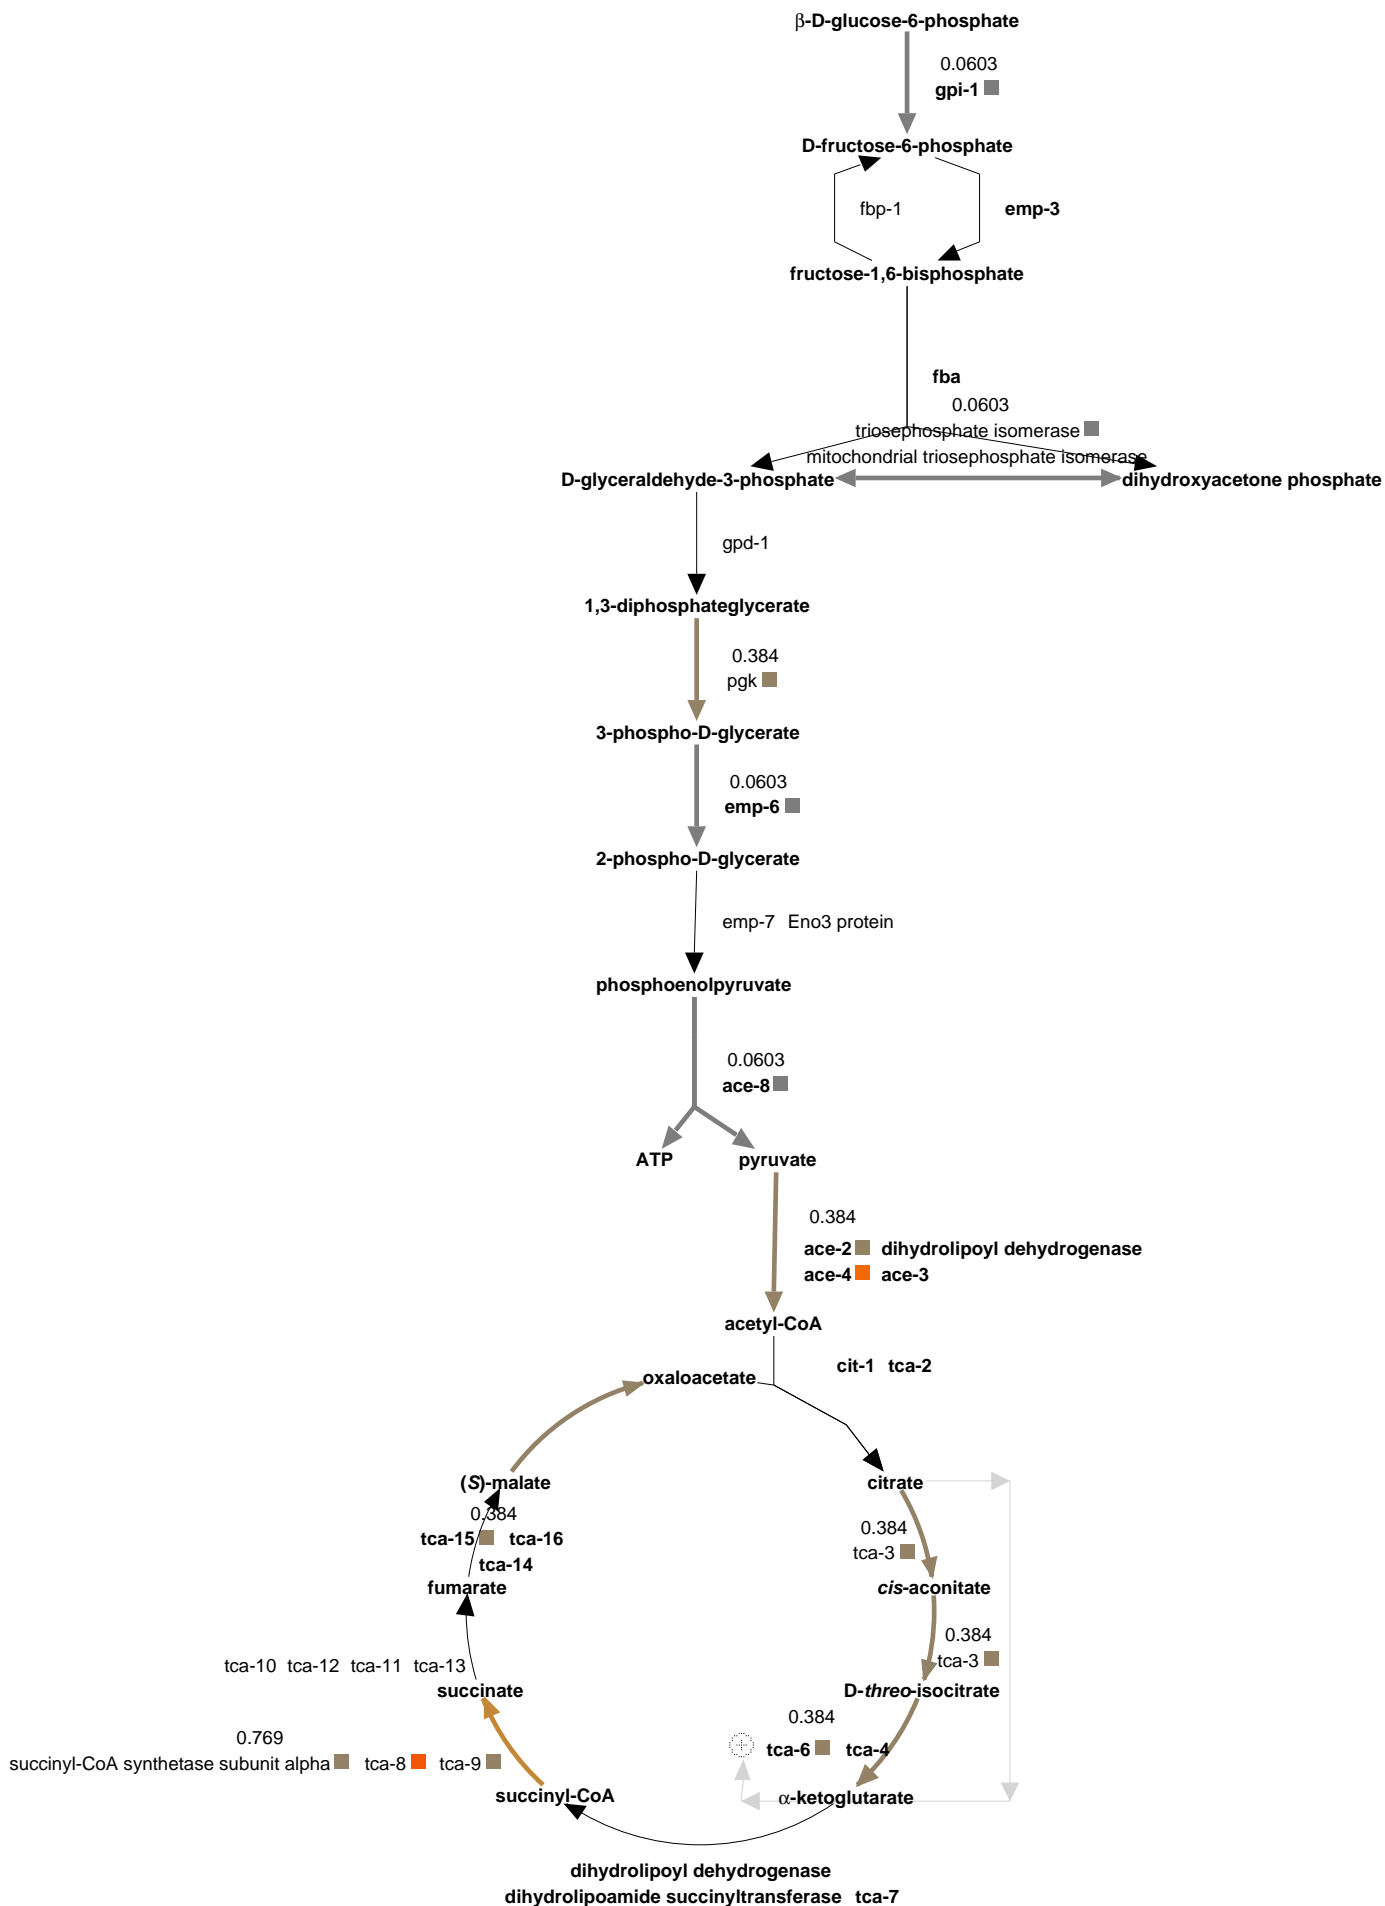 β-D-glucose-6-phosphate
0.0603
gpi-1
D-fructose-6-phosphate
fbp-1
emp-3
fructose-1,6-bisphosphate
fba
0.0603
triosephosphate isomerase
mitochondrial triosephosphate isomerase
D-glyceraldehyde-3-phosphate
dihydroxyacetone phosphate
gpd-1
1,3-diphosphateglycerate
0.384
pgk
3-phospho-D-glycerate
0.0603
emp-6
2-phospho-D-glycerate
emp-7 Eno3 protein
phosphoenolpyruvate
0.0603
ace-8
ATP
pyruvate
0.384
ace-2 dihydrolipoyl dehydrogenase
ace-4 ace-3
acetyl-CoA
cit-1 tca-2
oxaloacetate
(S)-malate
citrate
0.384
tca-15 tca-16
tca-14
0.384
tca-3
fumarate
cis-aconitate
0.384
tca-3
tca-10 tca-12 tca-11 tca-13
succinate
D-threo-isocitrate
0.384
tca-6 tca-4
0.769
succinyl-CoA synthetase subunit alpha tca-8 tca-9
succinyl-CoA
α-ketoglutarate
dihydrolipoyl dehydrogenase
dihydrolipoamide succinyltransferase tca-7